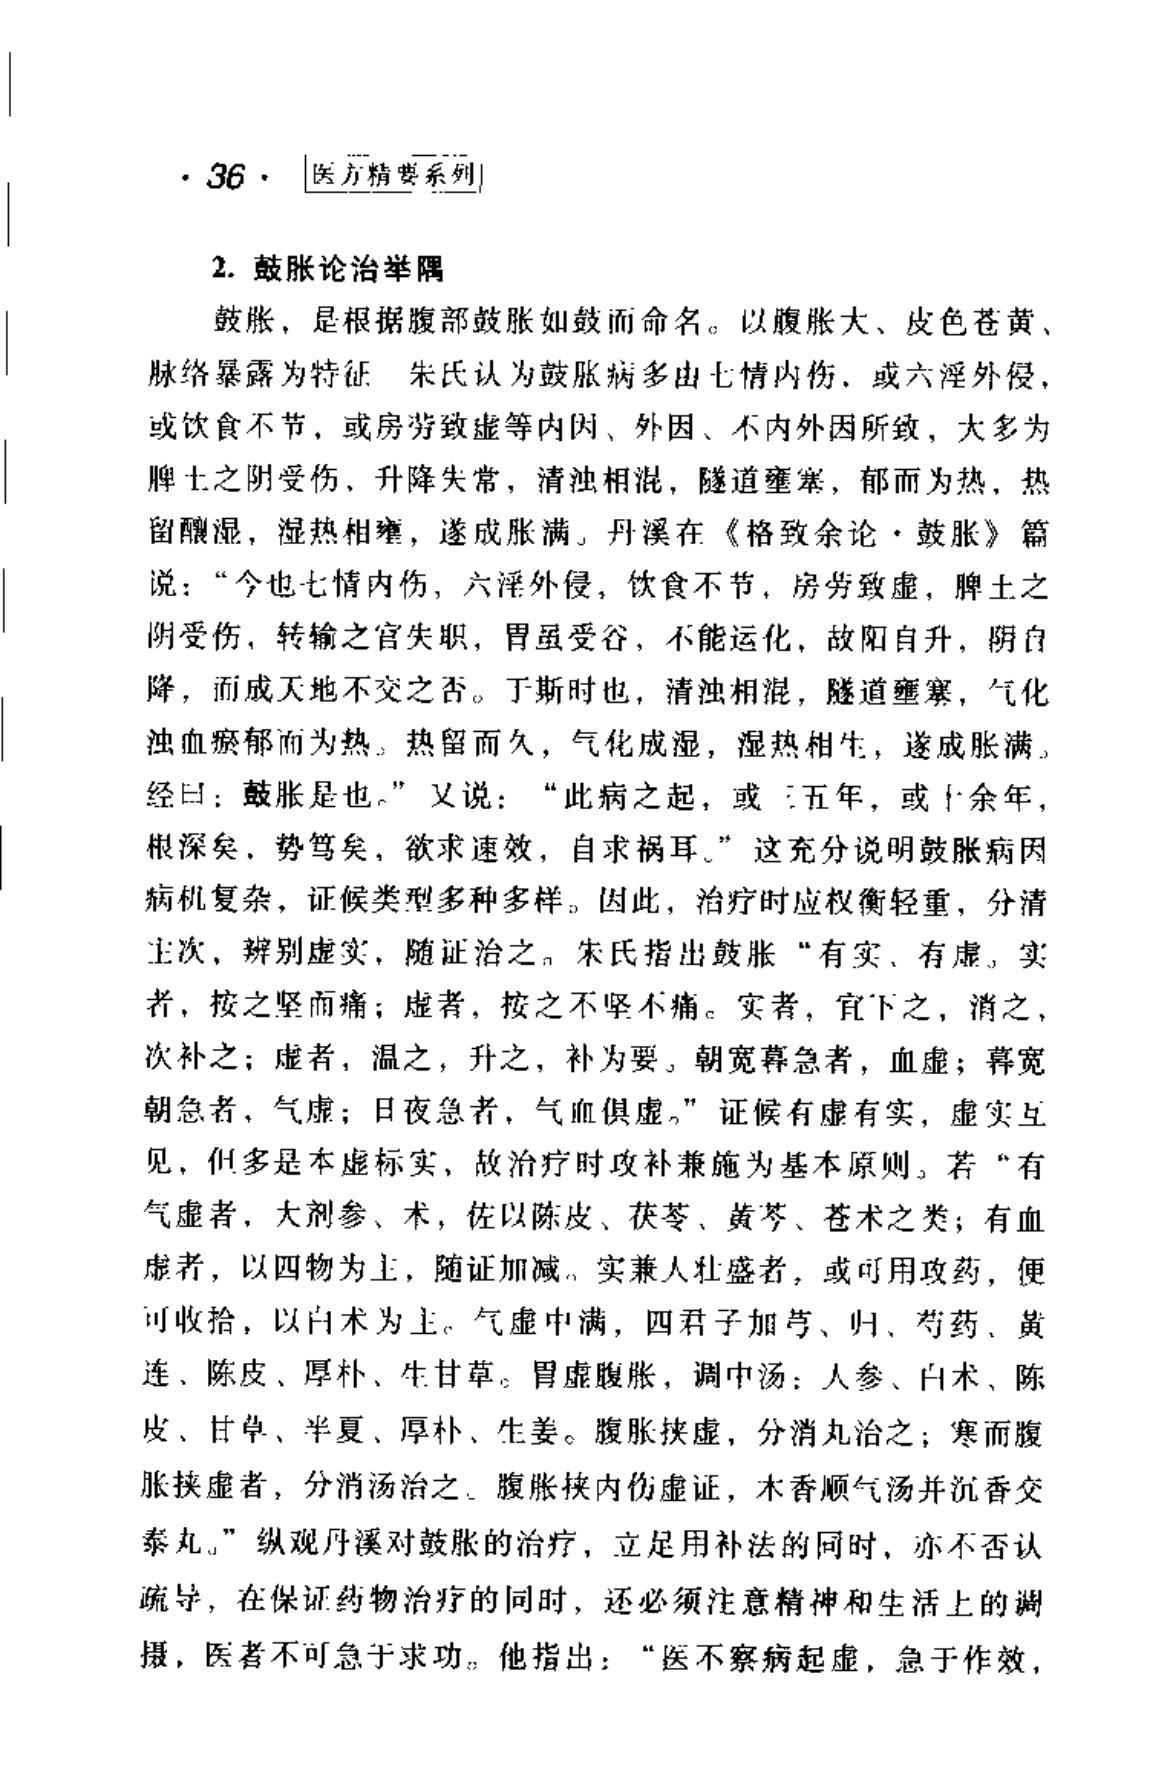 · 36 · 医方精要系列
2. 鼓胀论治举隅
鼓胀，是根据腹部鼓胀如鼓而命名。以腹胀大、皮色苍黄、
脉络暴露为特征 朱氏认为鼓胀病多由七情内伤，或六淫外侵，
或饮食不节，或房劳致虚等内因、外因、不内外因所致，大多为
脾土之阴受伤，升降失常，清浊相混，隧道壅塞，郁而为热，热
留酿湿，湿热相壅，遂成胀满。丹溪在《格致余论·鼓胀》篇
说：“今也七情内伤，六淫外侵，饮食不节，房劳致虚，脾土之
阴受伤，转输之官失职，胃虽受谷，不能运化，故阳自升，阴自
降，而成天地不交之否。于斯时也，清浊相混，隧道壅塞，气化
浊血瘀郁而为热。热留而久，气化成湿，湿热相生，遂成胀满。
经曰：鼓胀是也。”又说：“此病之起，或三五年，或十余年，
根深矣，势笃矣，欲求速效，自求祸耳。”这充分说明鼓胀病因
病机复杂，证候类型多种多样。因此，治疗时应权衡轻重，分清
主次，辨别虚实，随证治之。朱氏指出鼓胀“有实、有虚。实
者，按之坚而痛；虚者，按之不坚不痛。实者，宜下之，消之，
次补之；虚者，温之，升之，补为要。朝宽暮急者，血虚；暮宽
朝急者，气虚；日夜急者，气血俱虚。”证候有虚有实，虚实互
见，但多是本虚标实，故治疗时攻补兼施为基本原则。若“有
气虚者，大剂参、术，佐以陈皮、茯苓、黄芩、苍术之类；有血
虚者，以四物为主，随证加减。实兼人壮盛者，或可用攻药，便
可收拾，以白术为主。气虚中满，四君子加芎、归、芍药、黄
连、陈皮、厚朴、生甘草。胃虚腹胀，调中汤：人参、白术、陈
皮、甘草、半夏、厚朴、生姜。腹胀挟虚，分消丸治之；寒而腹
胀挟虚者，分消汤治之。腹胀挟内伤虚证，木香顺气汤并沉香交
泰丸。”纵观丹溪对鼓胀的治疗，立足用补法的同时，亦不否认
疏导，在保证药物治疗的同时，还必须注意精神和生活上的调
摄，医者不可急于求功。他指出：“医不察病起虚，急于作效，